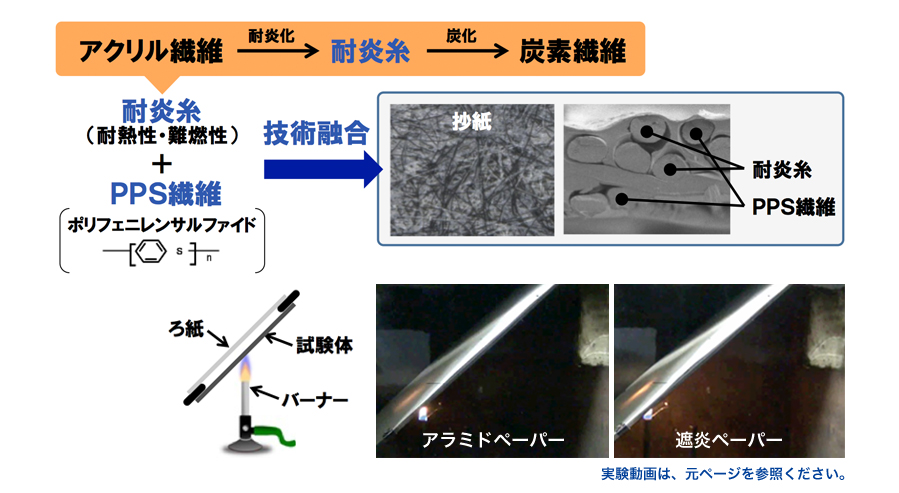 アクリル繊維 耐炎化 耐炎糸 炭化 炭素繊維
耐炎糸
（耐熱性・難燃性）
+
PPS繊維
ポリフェニレンサルファイド
S
n
技術融合
抄紙
耐炎糸
PPS繊維
ろ紙
試験体
バーナー
アラミドペーパー
遮炎ペーパー
実験動画は、元ページを参照ください。